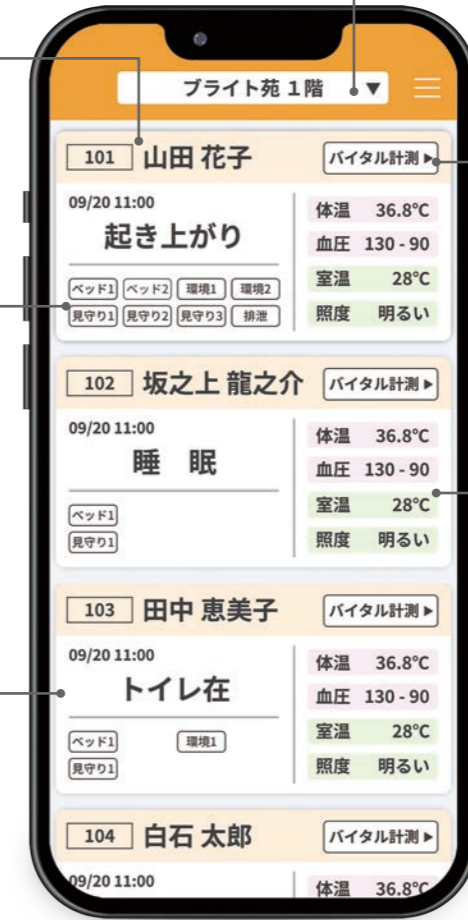 ブライト苑 1階 ▼
101 山田 花子 バイタル計測▶
09/20 11:00
起き上がり
ベッド1 ベッド2 環境1 環境2
見守り1 見守り2 見守り3 排泄
体温 36.8℃
血圧 130 - 90
室温 28℃
照度 明るい
102 坂之上 龍之介 バイタル計測▶
09/20 11:00
睡 眠
ベッド1
見守り1
体温 36.8℃
血圧 130 - 90
室温 28℃
照度 明るい
103 田中 恵美子 バイタル計測▶
09/20 11:00
トイレ在
ベッド1 環境1
見守り1
体温 36.8℃
血圧 130 - 90
室温 28℃
照度 明るい
104 白石 太郎 バイタル計測▶
09/20 11:00
体温 36.8℃